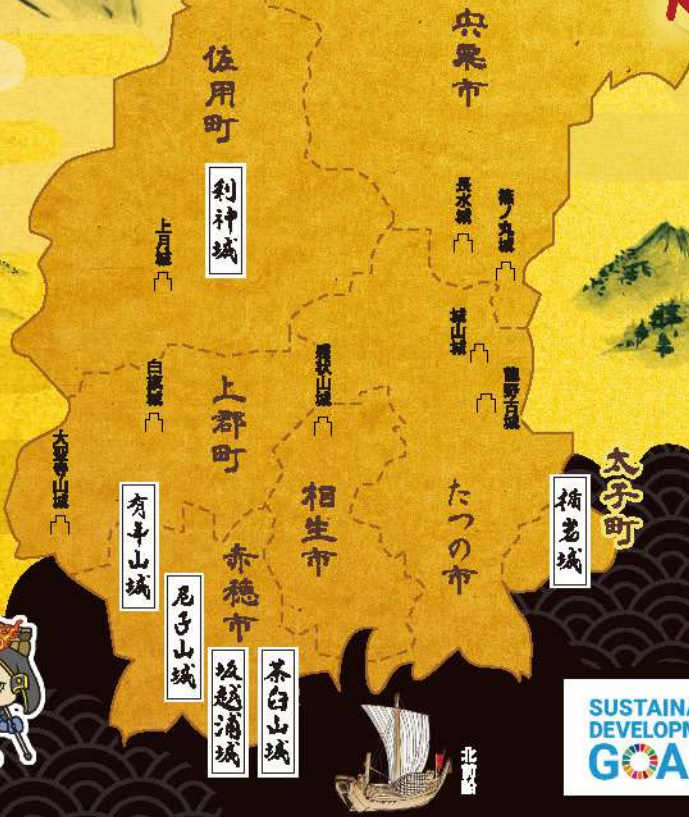 佐用町
宍粟市
利神城
上月城
長水城
篠ノ丸城
城山城
龍野古城
白旗城
感状山城
上郡町
大聖寺山城
相生市
たつの市
太子町
楯岩城
有年山城
赤穂市
尼子山城
坂越浦城
茶臼山城
北前船
SUSTAINA
DEVELOPM
GOA